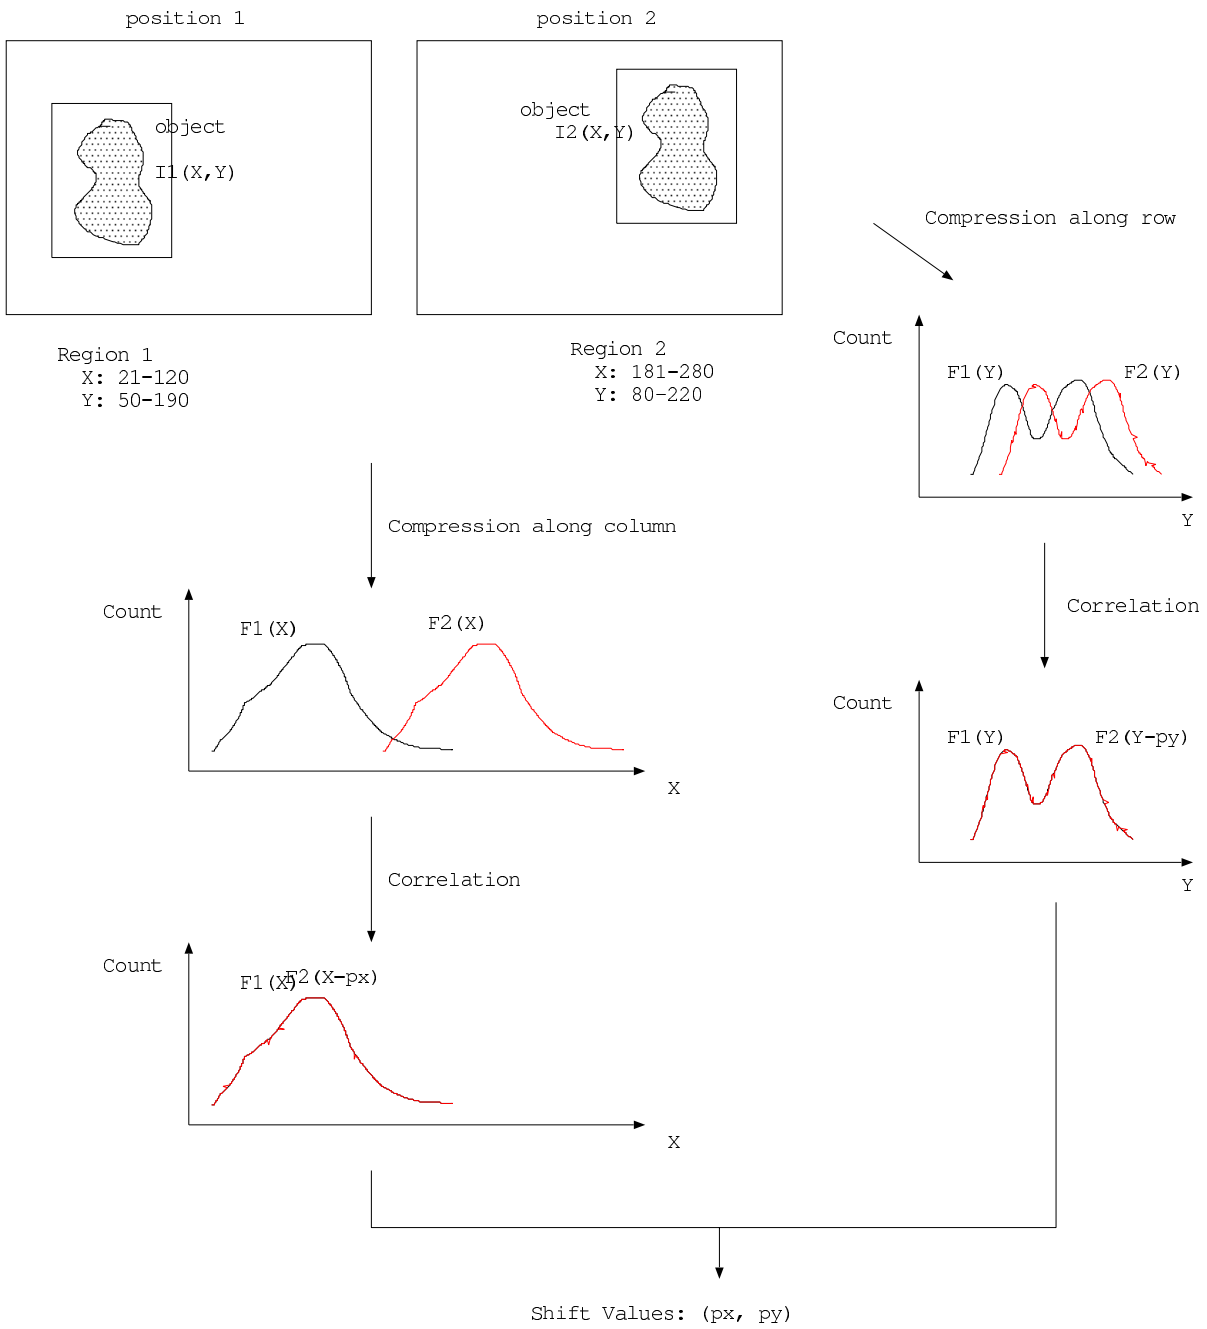 position 1
position 2
object
I1(X,Y)
object
I2(X,Y)
Region 1
X: 21-120
Y: 50-190
Region 2
X: 181-280
Y: 80-220
Compression along row
Count
F1(Y)
F2(Y)
Y
Compression along column
Count
F1(X)
F2(X)
X
Correlation
Count
F1(Y)
F2(Y-py)
Y
Correlation
Count
F1(X)
F2(X-px)
X
Shift Values: (px, py)